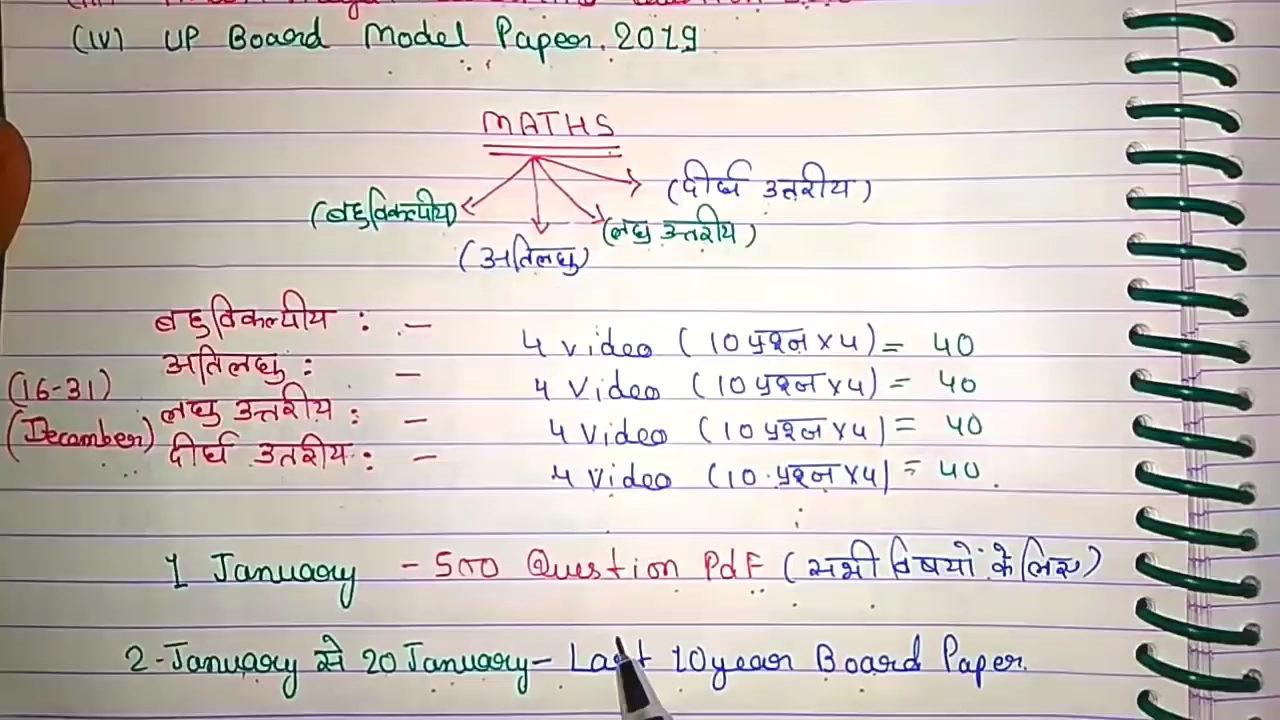 (iv) UP Board Model Paper. 2019
MATHS
(दीर्घ उत्तरीय)
(बहुविकल्पीय)
(लघु उत्तरीय)
(अतिलघु)
बहुविकल्पीय : - 4 video (10 प्रश्न x4) = 40
अतिलघु : - 4 Video (10 प्रश्न x4) = 40
(16-31) लघु उत्तरीय : - 4 Video (10 प्रश्न x4) = 40
(December) दीर्घ उत्तरीय : - 4 Video (10 प्रश्न x4) = 40
1 January - 500 Question PdF (सभी विषयों के लिए)
2-January से 20 January- Last 10 year Board Paper.